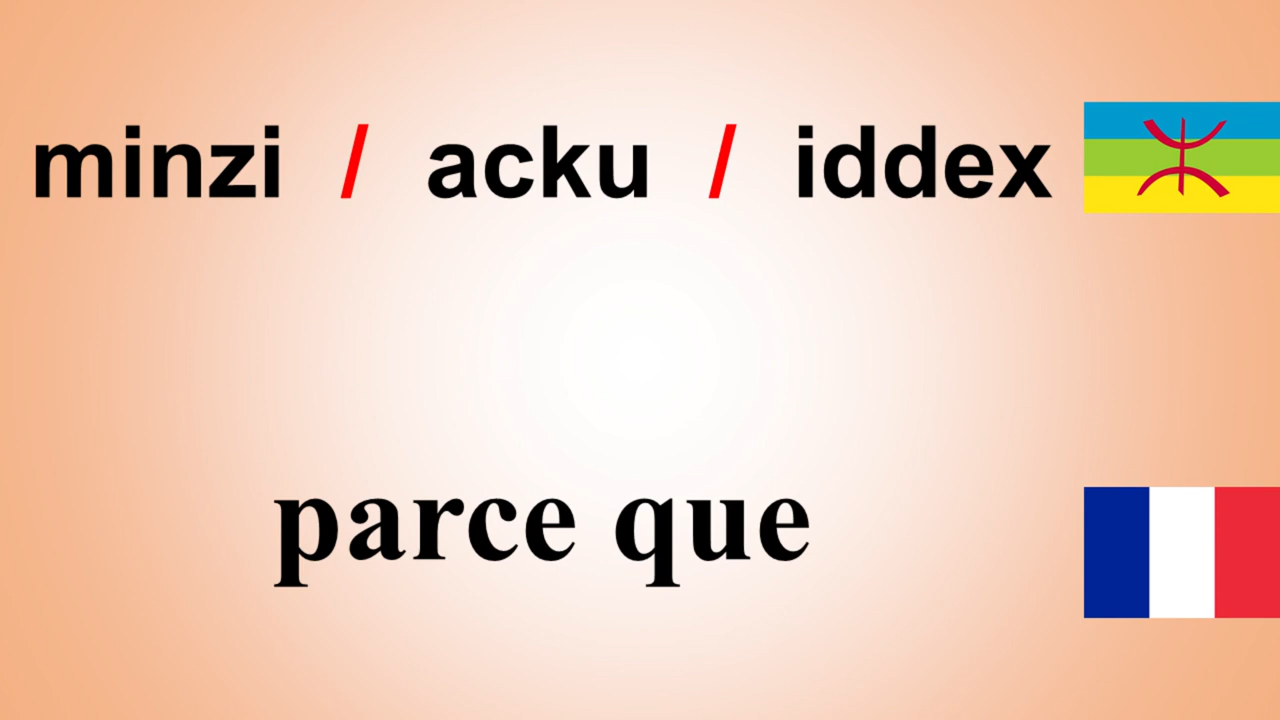 minzi / acku / iddex
parce que